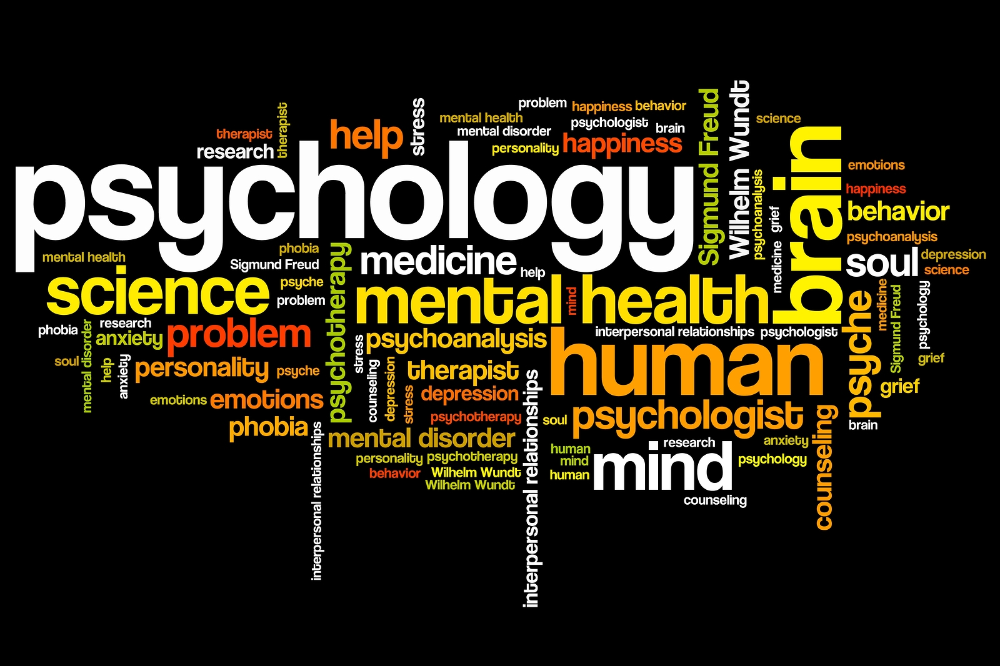 therapist
therapist
research
help
stress
mental health
problem
happiness
behavior
psychologist
mental disorder
brain
personality
happiness
Sigmund Freud
Wilhelm Wundt
science
psychology
psychoanalysis
grief
medicine
brain
emotions
happiness
behavior
psychoanalysis
soul
depression
science
mental health
phobia
Sigmund Freud
science
psyche
problem
psychotherapy
medicine
help
mental health
mind
phobia
research
mental disorder
anxiety
problem
soul
help
anxiety
personality
psyche
emotions
emotions
phobia
interpersonal relationships
psychoanalysis
stress
counseling
depression
stress
therapist
depression
psychotherapy
mental disorder
personality
psychotherapy
behavior
Wilhelm Wundt
Wilhelm Wundt
interpersonal relationships
interpersonal relationships
psychologist
human
soul
psychologist
human
mind
human
mind
research
anxiety
psychology
counseling
counseling
psyche
medicine
Sigmund Freud
psychology
grief
grief
brain